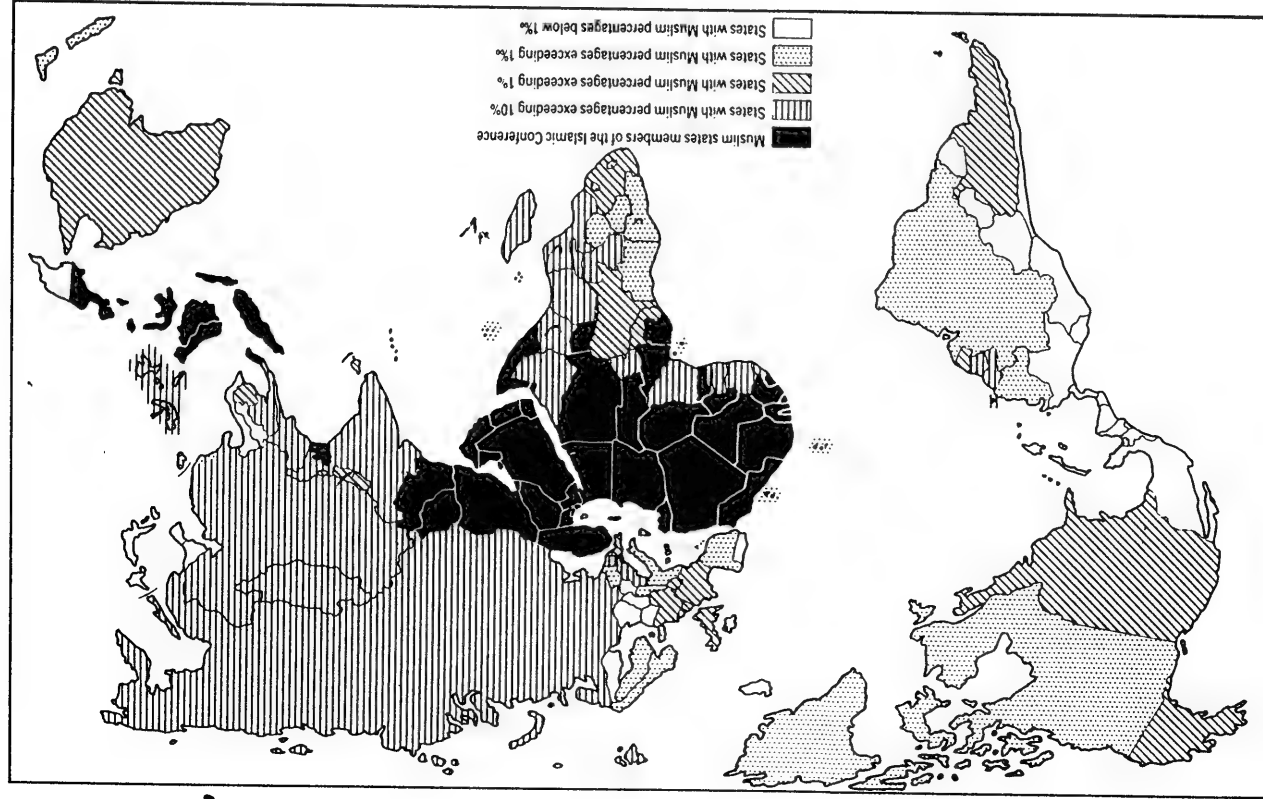 Muslim states members of the Islamic Conference
States with Muslim percentages exceeding 10%
States with Muslim percentages exceeding 1%
States with Muslim percentages exceeding 1‰
States with Muslim percentages below 1‰